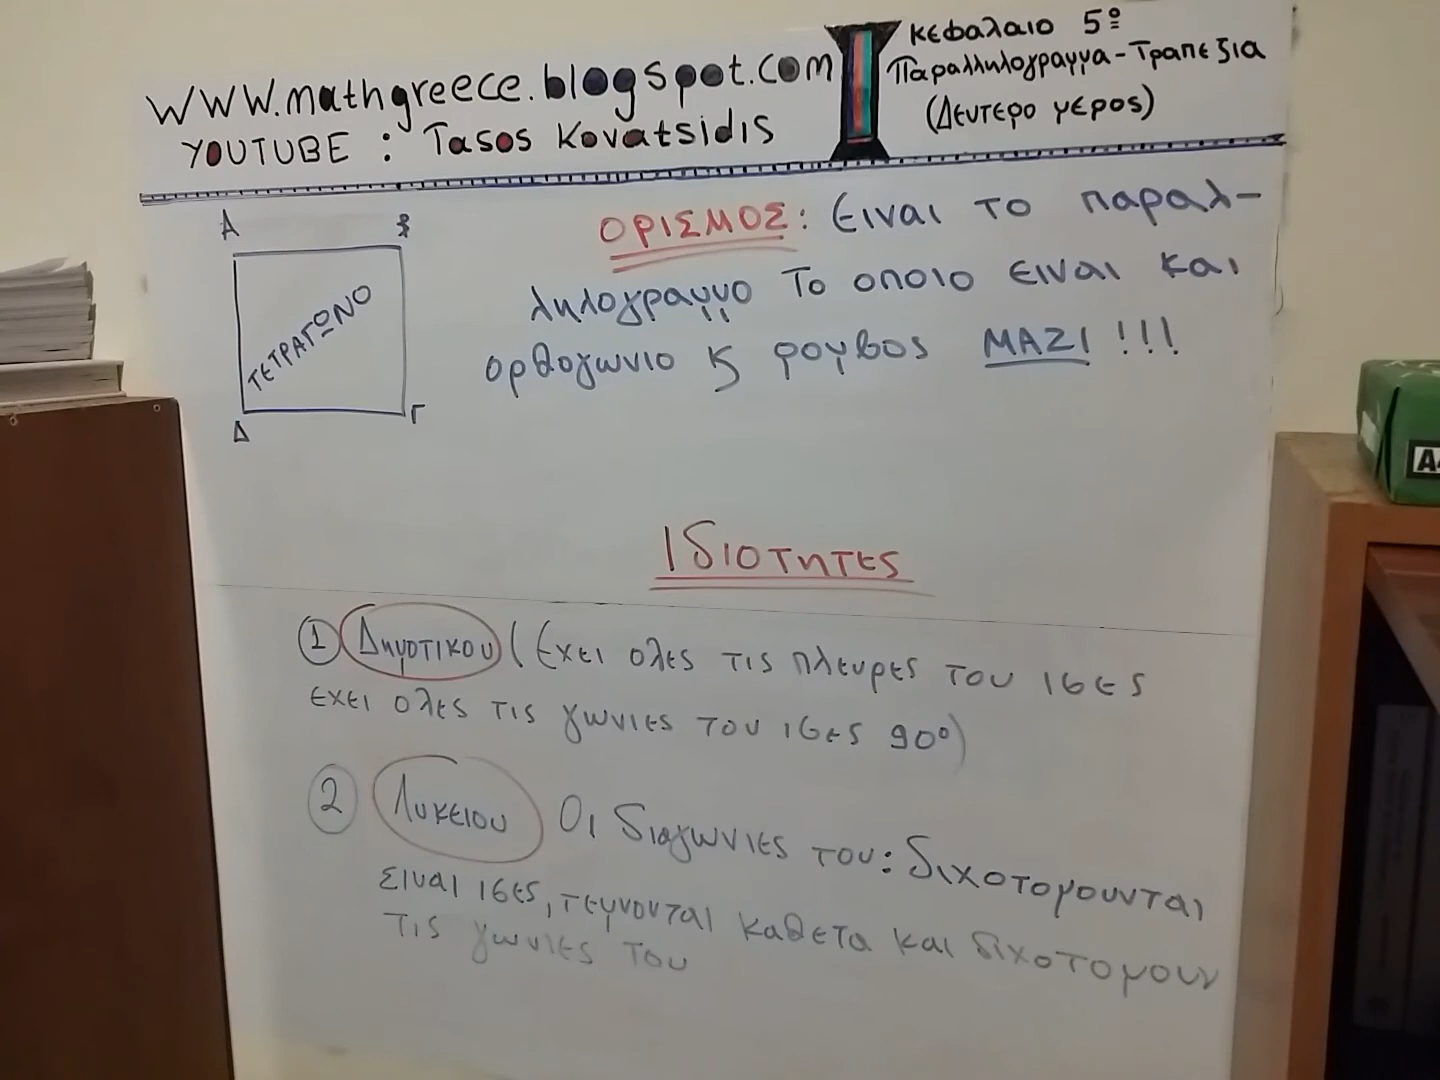 www.mathgreece.blogspot.com
YOUTUBE : Tasos Kovatsidis
κεφαλαιο 5º
Παραλληλογραμμα - Τραπεζια
(Δευτερο μερος)
Α
Β
ΤΕΤΡΑΓΩΝΟ
Δ
Γ
ΟΡΙΣΜΟΣ: Ειναι το παραλ-
ληλογραμμο το οποιο ειναι και
ορθογωνιο ϗ ρομβος ΜΑΖΙ !!!
Ιδιοτητες
1 Δημοτικου (Εχει ολες τις πλευρες του ισες
εχει ολες τις γωνιες του ισες 90°)
2 Λυκειου Οι διαγωνιες του: διχοτομουνται
ειναι ισες, τεμνονται καθετα και διχοτομουν
τις γωνιες του
A4